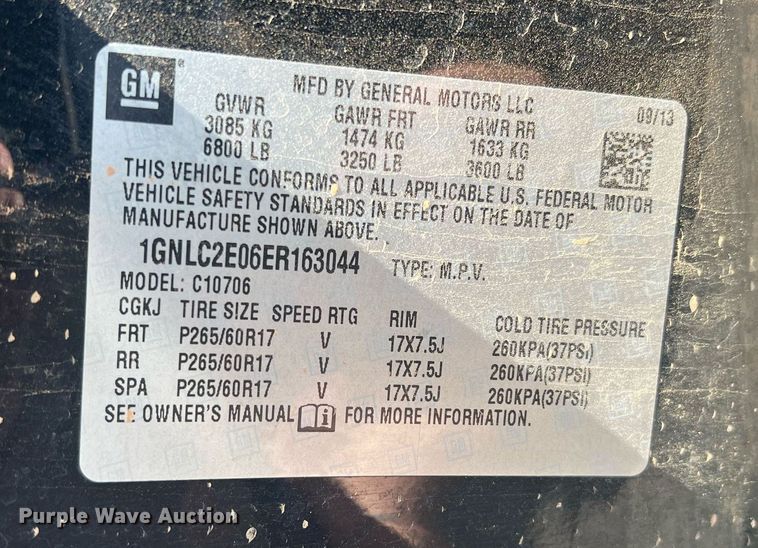 GM®
MFD BY GENERAL MOTORS LLC
09/13
GVWR GAWR FRT GAWR RR
3085 KG 1474 KG 1633 KG
6800 LB 3250 LB 3600 LB
THIS VEHICLE CONFORMS TO ALL APPLICABLE U.S. FEDERAL MOTOR
VEHICLE SAFETY STANDARDS IN EFFECT ON THE DATE OF
MANUFACTURE SHOWN ABOVE.
1GNLC2E06ER163044 TYPE: M.P.V.
MODEL: C10706
CGKJ TIRE SIZE SPEED RTG RIM COLD TIRE PRESSURE
FRT P265/60R17 V 17X7.5J 260KPA(37PSI)
RR P265/60R17 V 17X7.5J 260KPA(37PSI)
SPA P265/60R17 V 17X7.5J 260KPA(37PSI)
SEE OWNER'S MANUAL i FOR MORE INFORMATION.
Purple Wave Auction